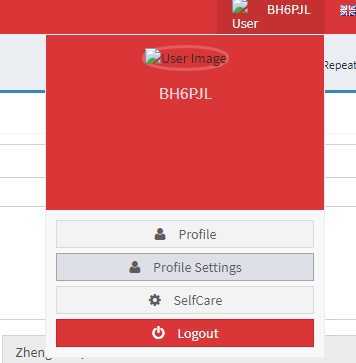 User
BH6PJL
Repeat
User Image
BH6PJL
Profile
Profile Settings
SelfCare
Logout
Zheng